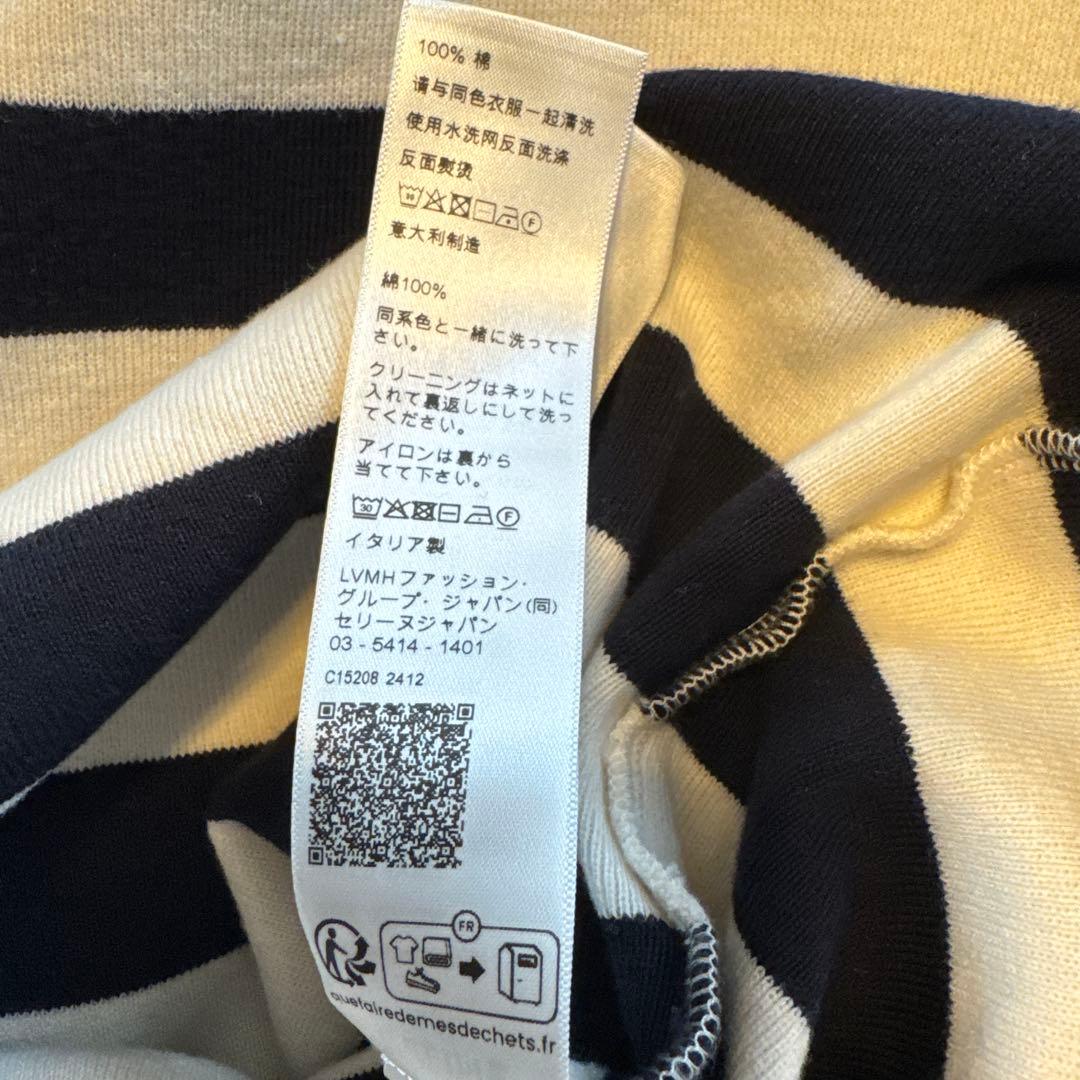 100% 棉
请与同色衣服一起清洗
使用水洗网反面洗涤
反面熨烫
30 F
意大利制造
綿100%
同系色と一緒に洗って下
さい。
クリーニングはネットに
入れて裏返しにして洗っ
てください。
アイロンは裏から
当てて下さい。
30 F
イタリア製
LVMHファッション・
グループ・ジャパン(同)
セリーヌジャパン
03 - 5414 - 1401
C15208 2412
FR
quefairedemesdechets.fr